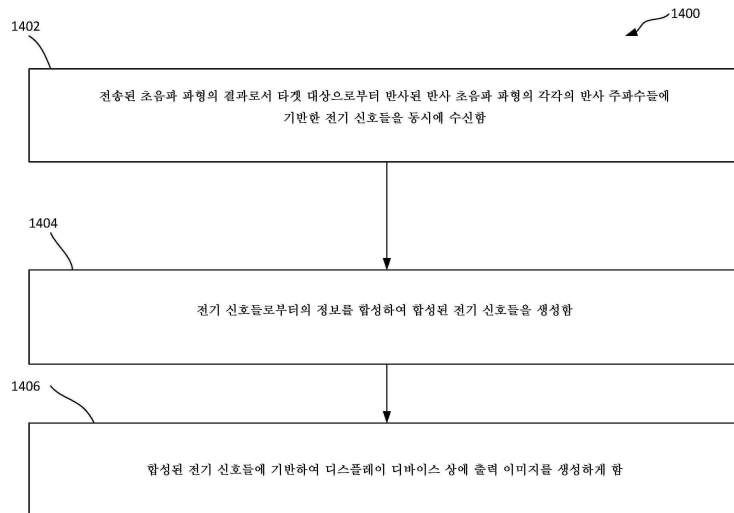 1402
1400
전송된 초음파 파형의 결과로서 타겟 대상으로부터 반사된 반사 초음파 파형의 각각의 반사 주파수들에
기반한 전기 신호들을 동시에 수신함
1404
전기 신호들로부터의 정보를 합성하여 합성된 전기 신호들을 생성함
1406
합성된 전기 신호들에 기반하여 디스플레이 디바이스 상에 출력 이미지를 생성하게 함